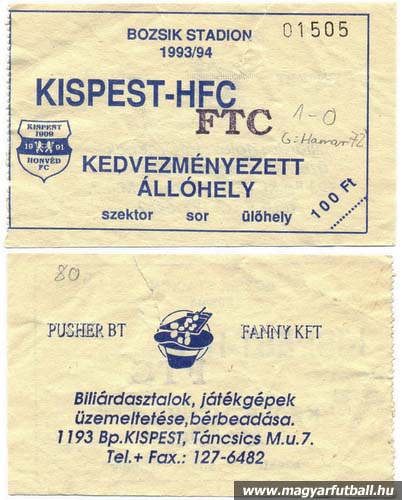 BOZSIK STADION
1993/94
01505
KISPEST-HFC
FTC
1-0
G: Hamar 72
KISPEST
1909
19 91
HONVÉD
FC
KEDVEZMÉNYEZETT
ÁLLÓHELY
szektor sor ülőhely
100 Ft
80
PUSHER BT FANNY KFT
Biliárdasztalok, játékgépek
üzemeltetése, bérbeadása.
1193 Bp. KISPEST, Táncsics M.u.7.
Tel.+ Fax.: 127-6482
www.magyarfutball.hu